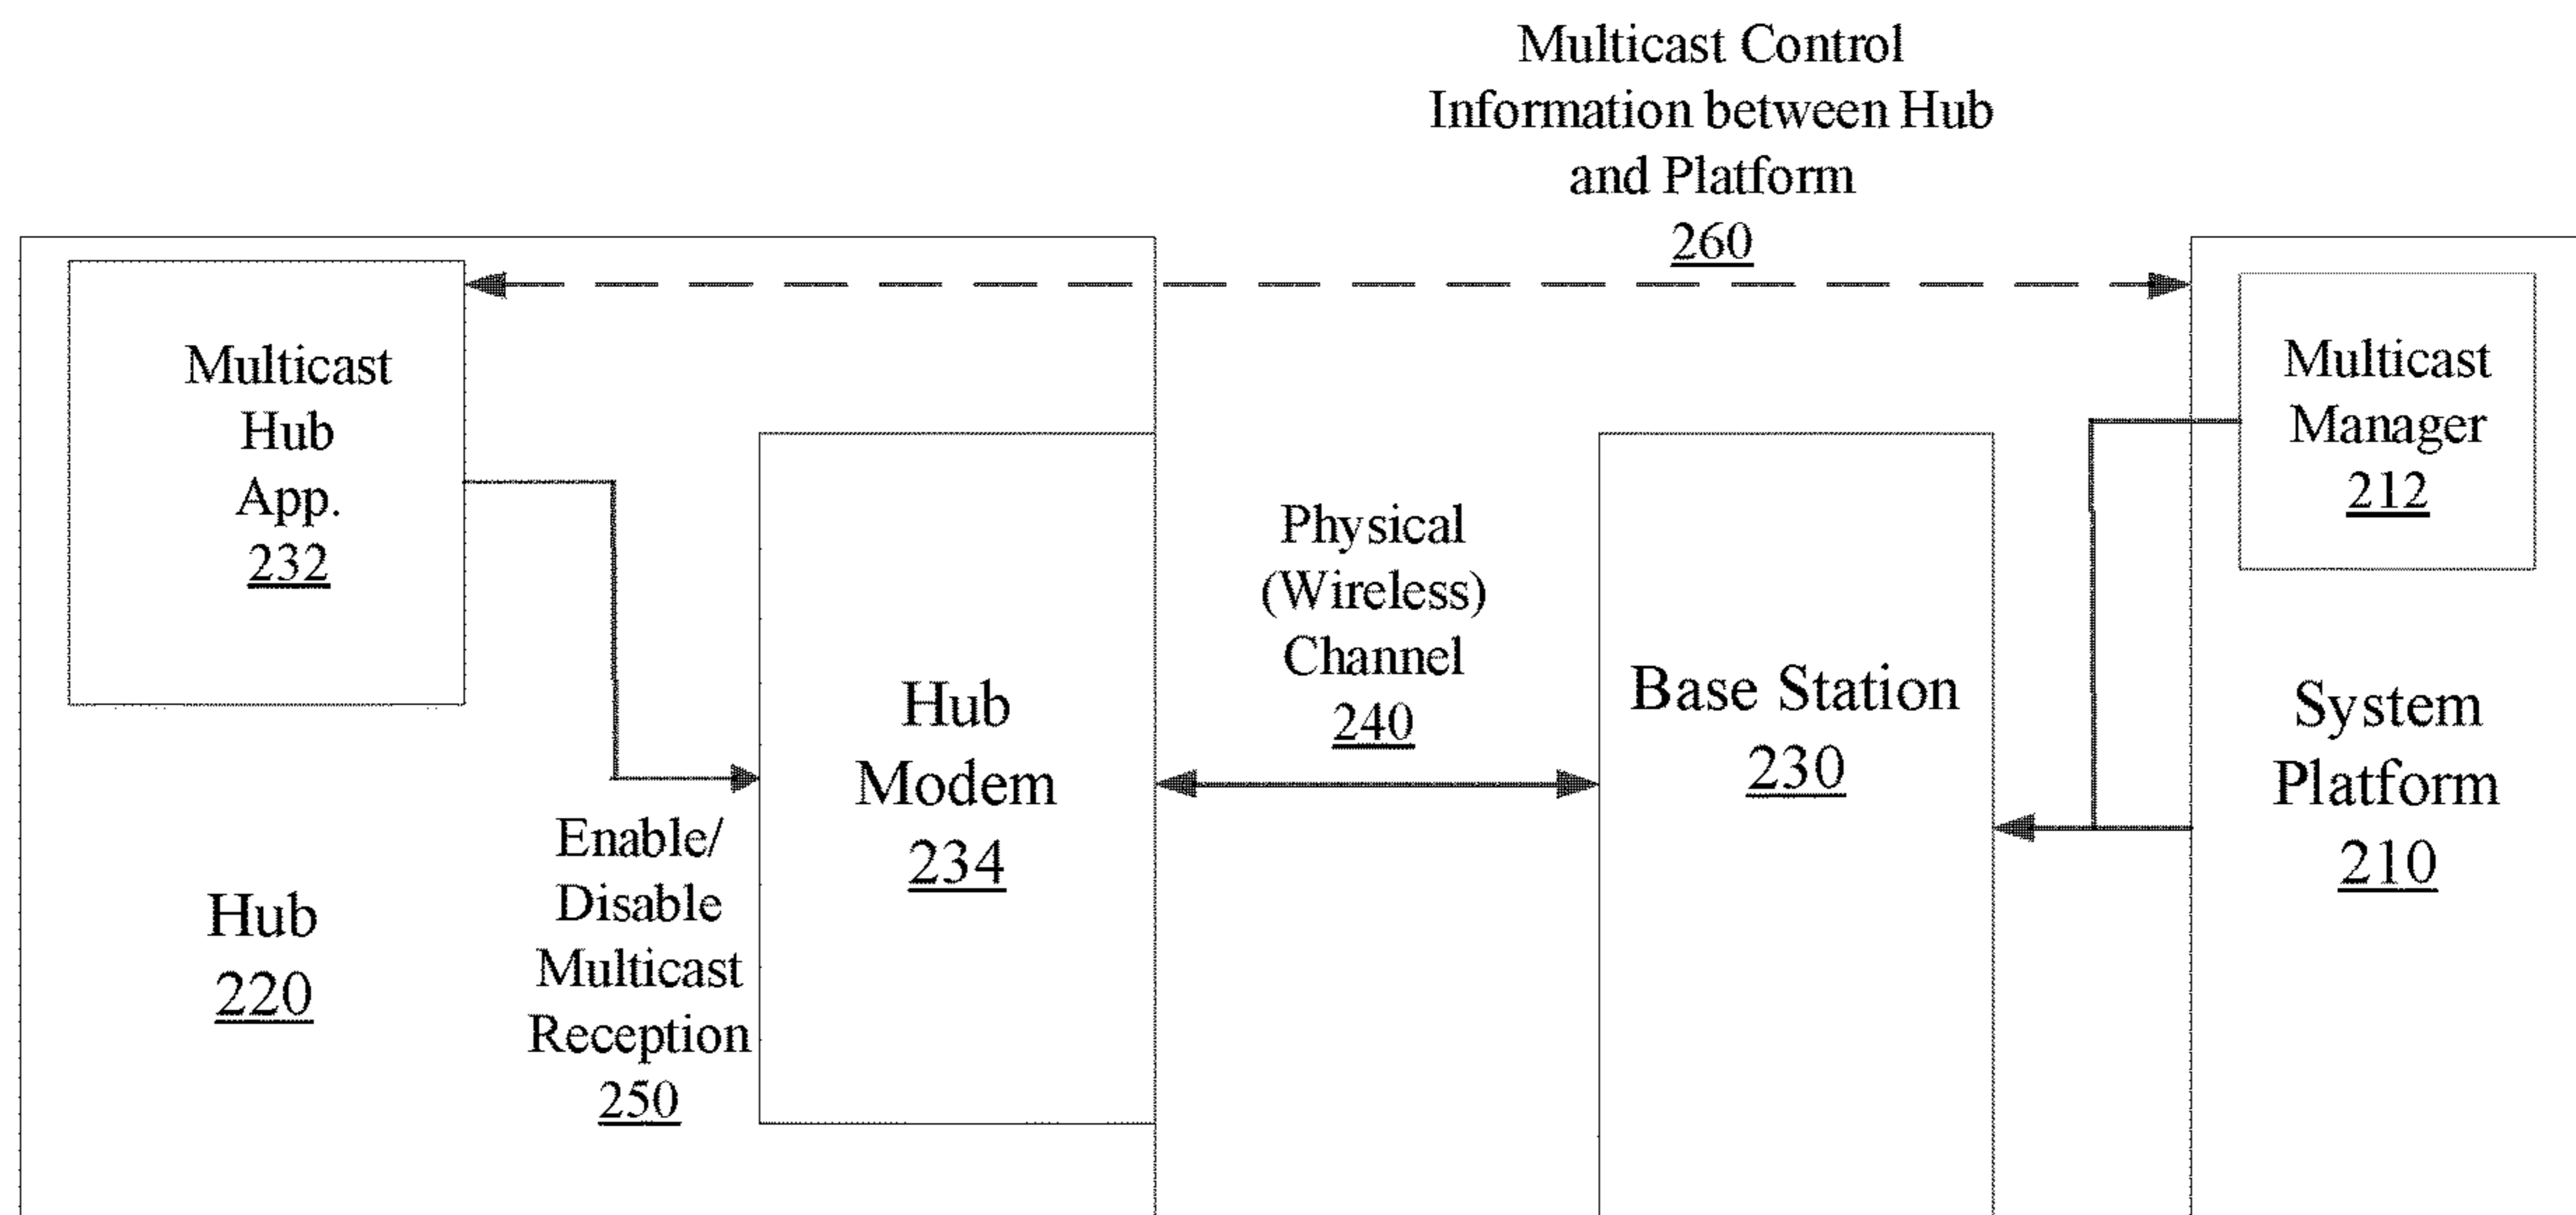 Multicast Control
Information between Hub
and Platform
260
Multicast
Hub
App.
232
Multicast
Manager
212
Physical
(Wireless)
Channel
240
Hub
Modem
234
Base Station
230
System
Platform
210
Enable/
Disable
Multicast
Reception
250
Hub
220